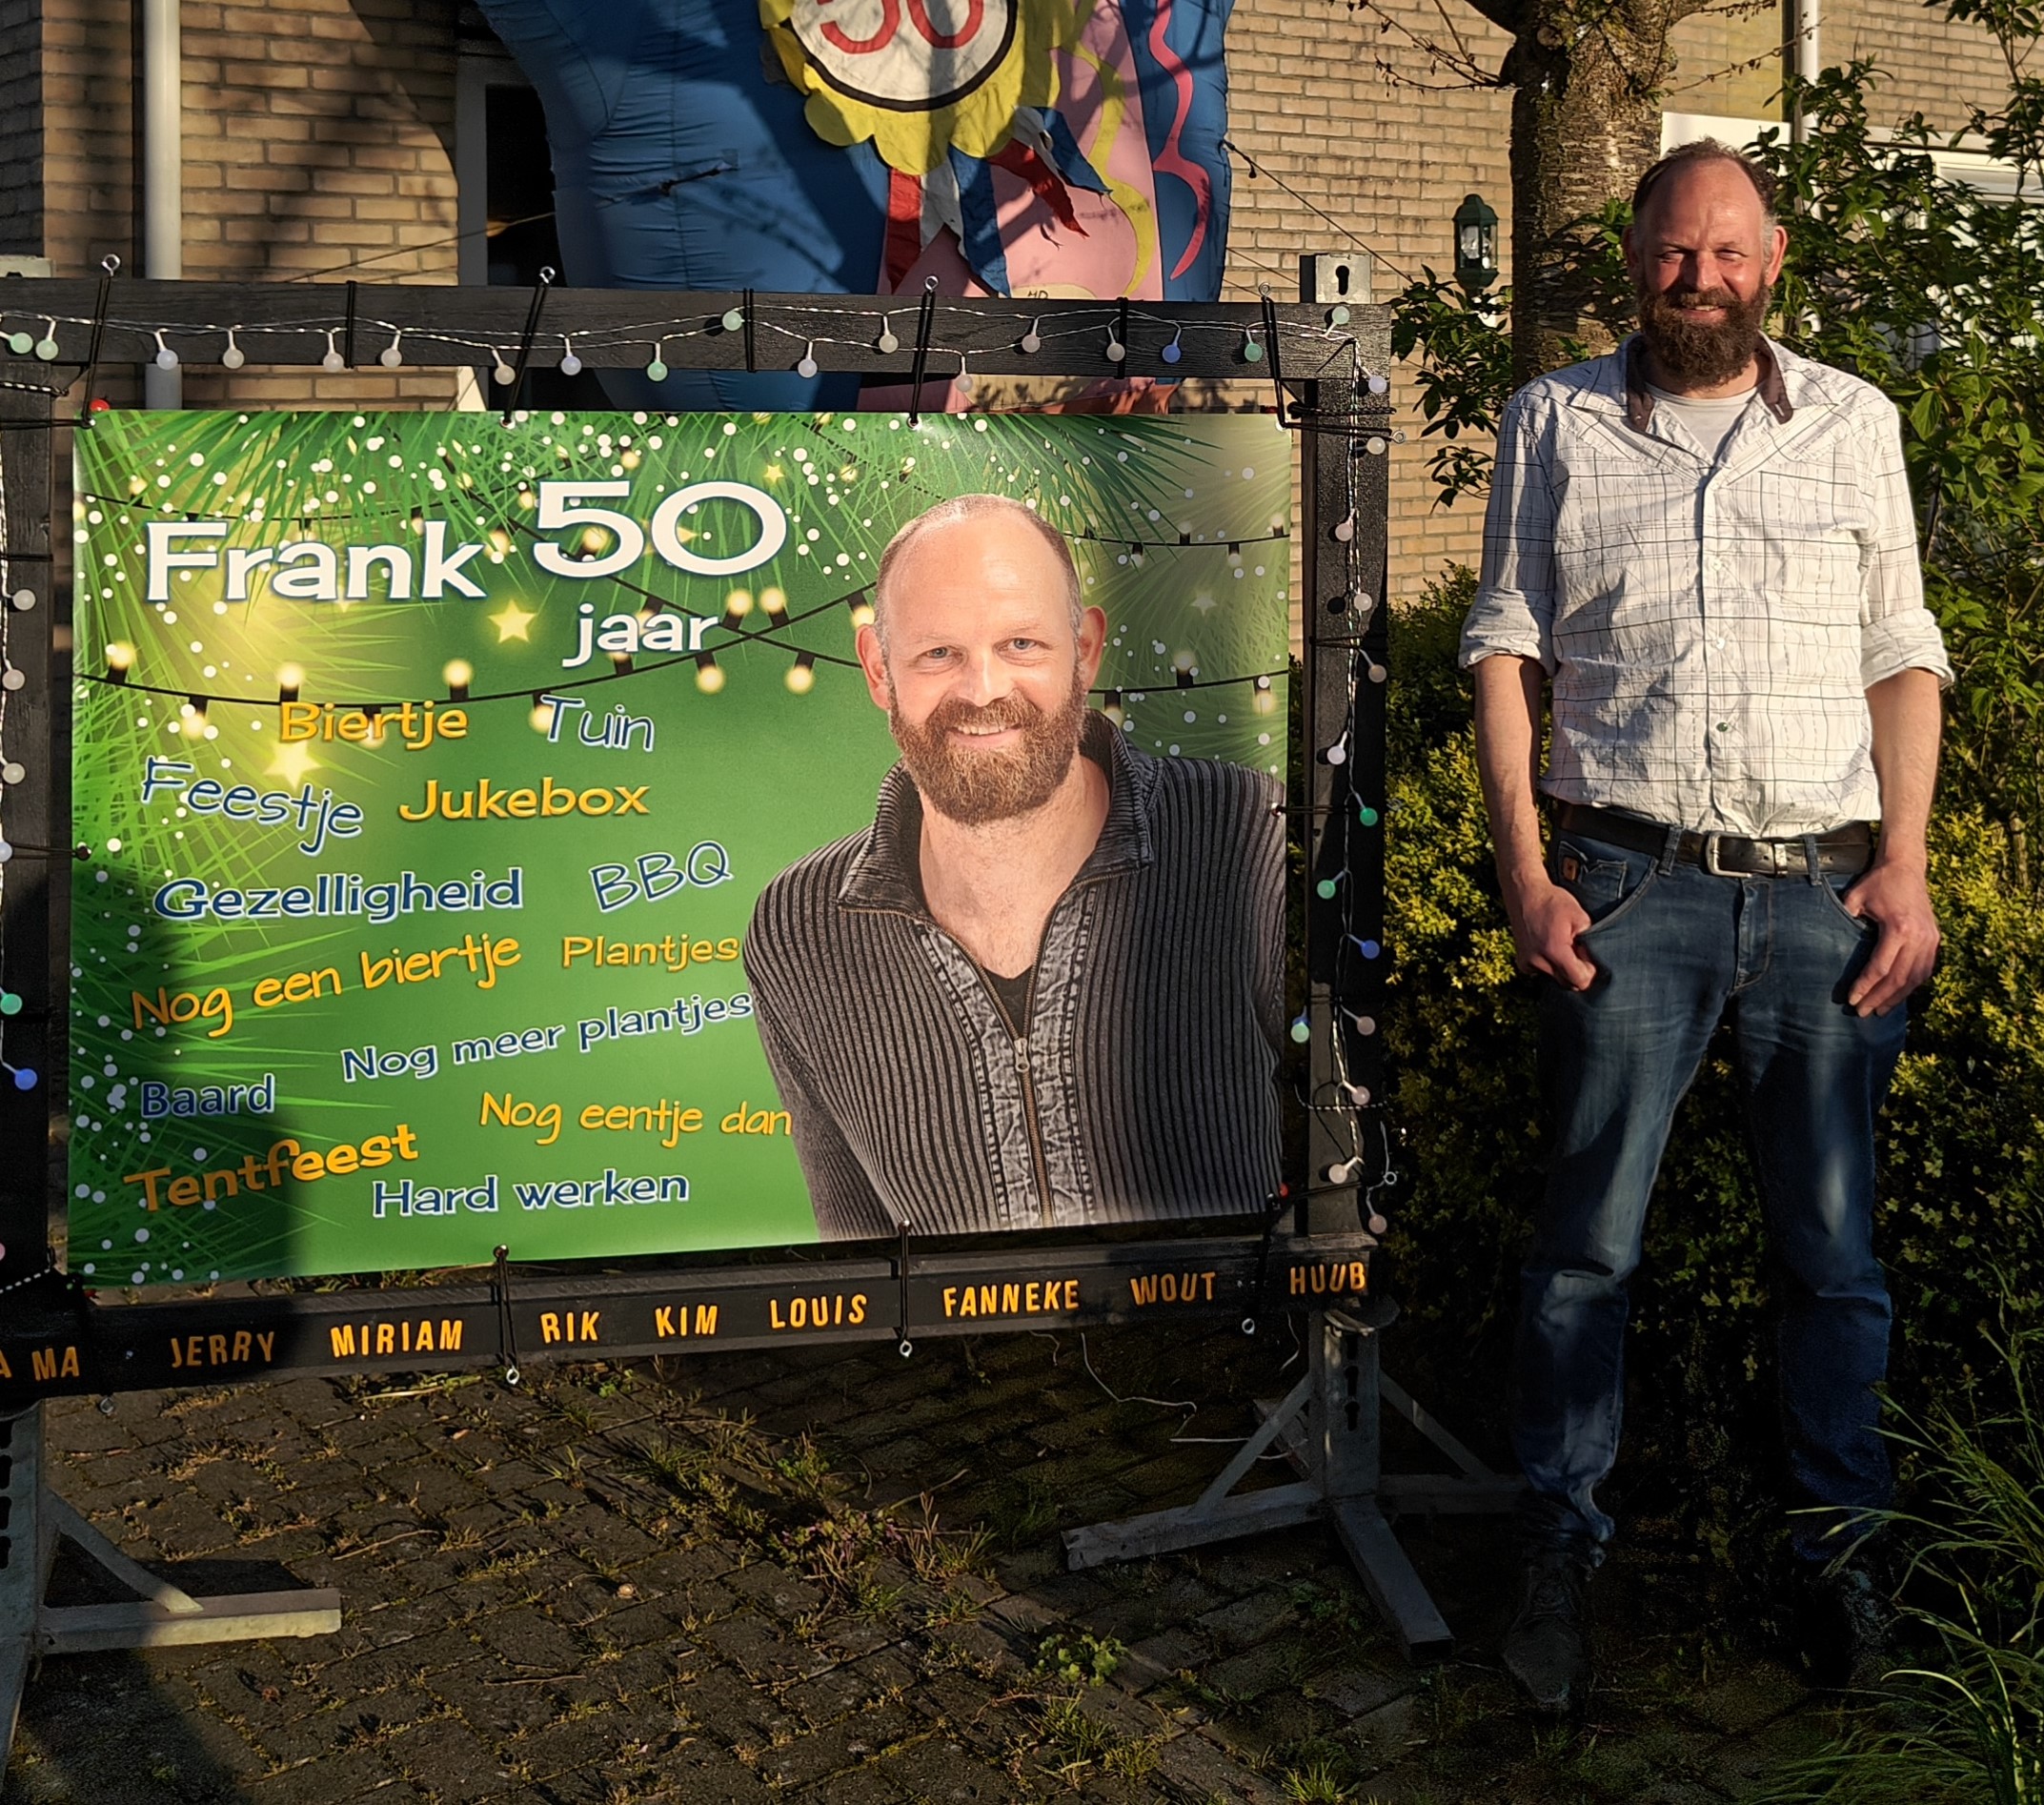 50
Frank 50
jaar
Biertje Tuin
Feestje Jukebox
Gezelligheid BBQ
Nog een biertje Plantjes
Nog meer plantjes
Baard
Nog eentje dan
Tentfeest
Hard werken
MA JERRY MIRIAM RIK KIM LOUIS FANNEKE WOUT HUUB